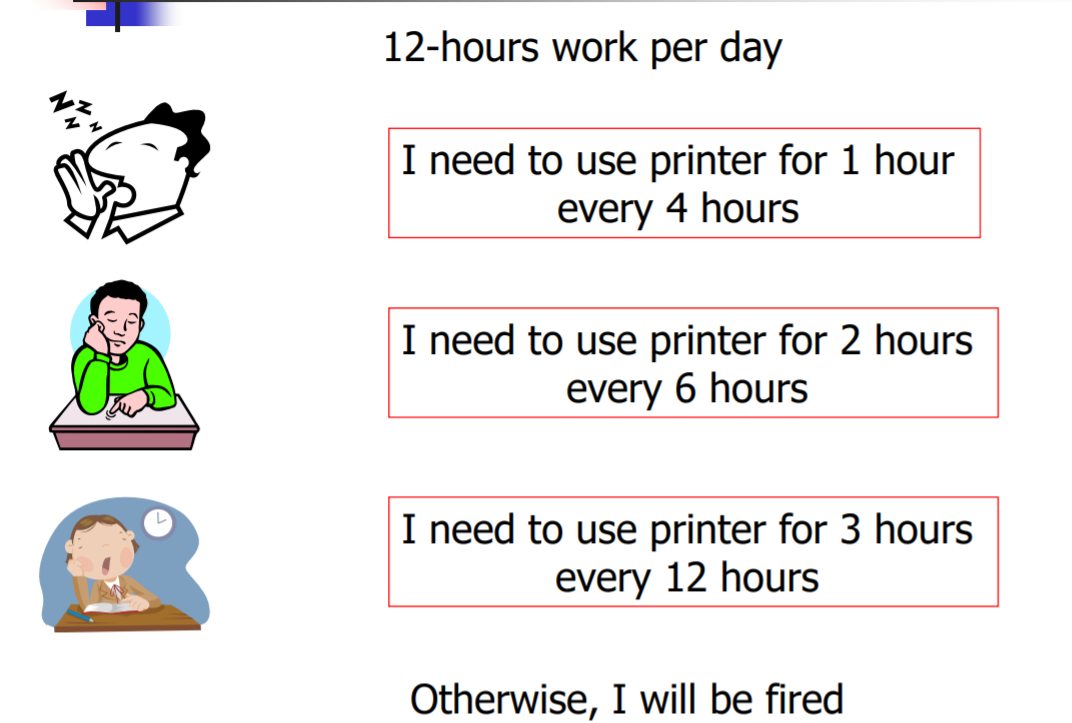 12-hours work per day
Zzzz
I need to use printer for 1 hour
every 4 hours
I need to use printer for 2 hours
every 6 hours
I need to use printer for 3 hours
every 12 hours
Otherwise, I will be fired